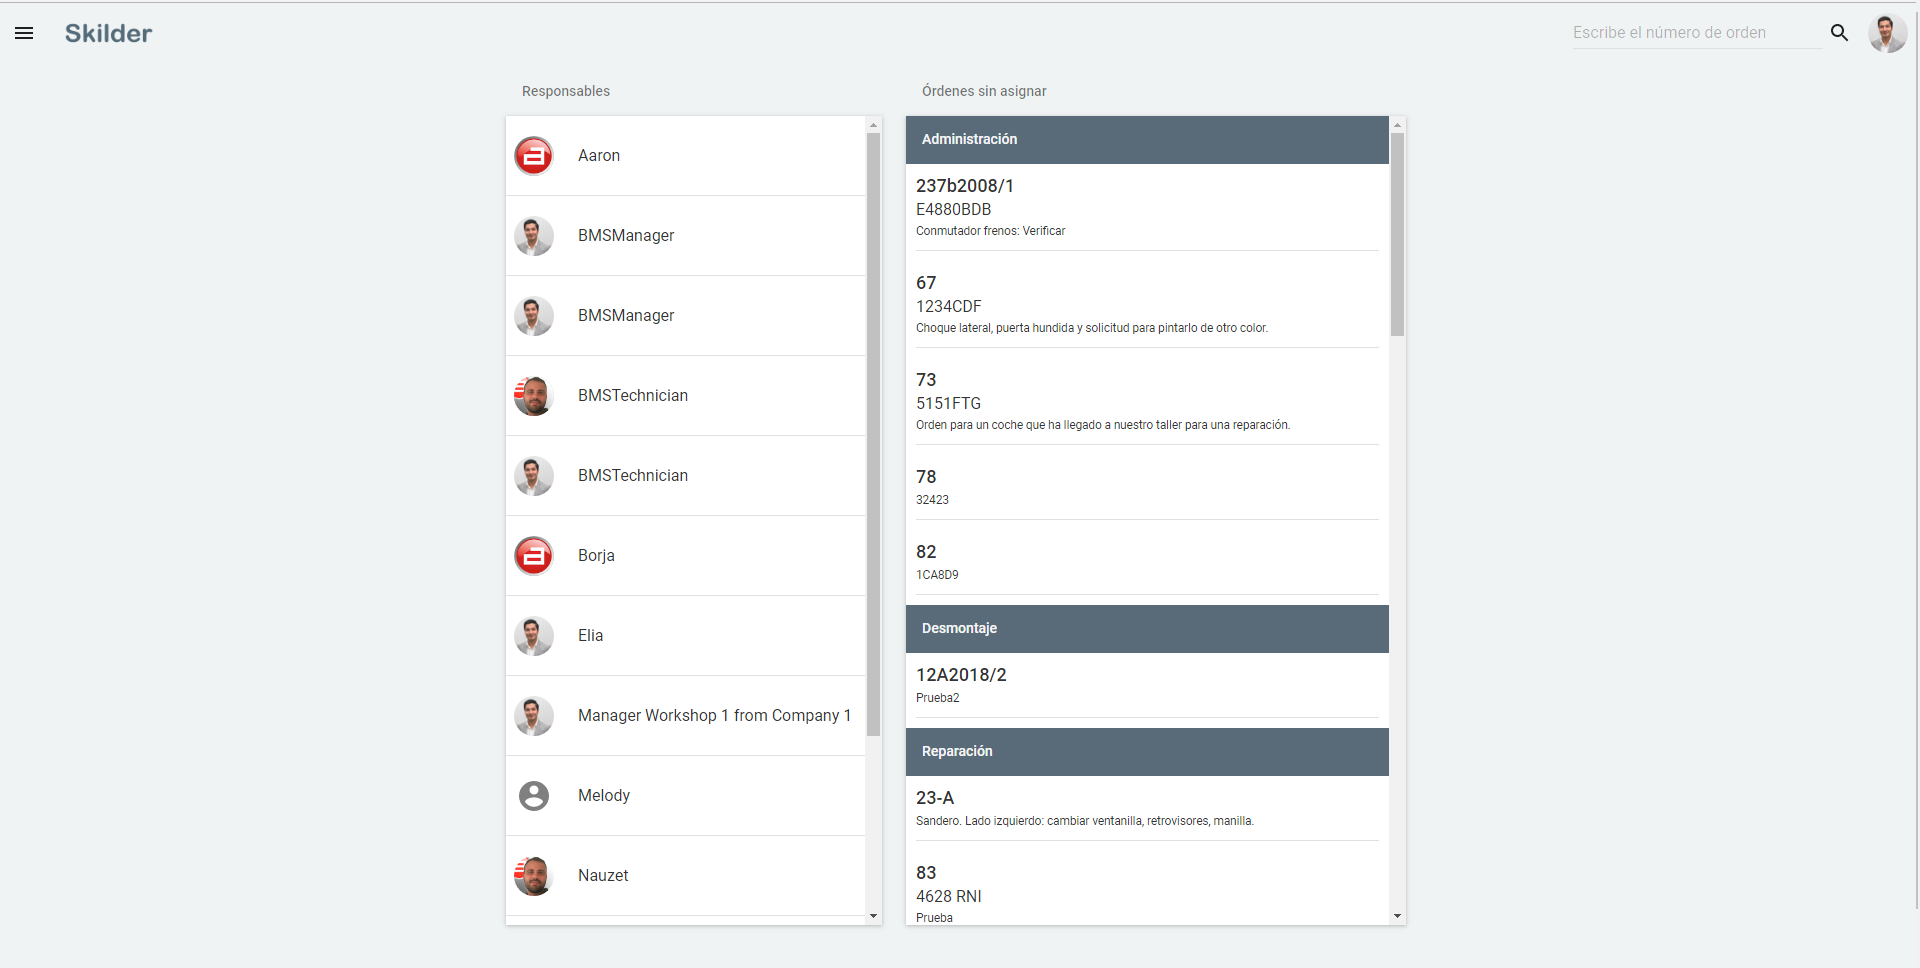 Skilder
Escribe el número de orden
Responsables
Aaron
BMSManager
BMSManager
BMSTechnician
BMSTechnician
Borja
Elia
Manager Workshop 1 from Company 1
Melody
Nauzet
Órdenes sin asignar
Administración
237b2008/1
E4880BDB
Conmutador frenos: Verificar
67
1234CDF
Choque lateral, puerta hundida y solicitud para pintarlo de otro color.
73
5151FTG
Orden para un coche que ha llegado a nuestro taller para una reparación.
78
32423
82
1CA8D9
Desmontaje
12A2018/2
Prueba2
Reparación
23-A
Sandero. Lado izquierdo: cambiar ventanilla, retrovisores, manilla.
83
4628 RNI
Prueba